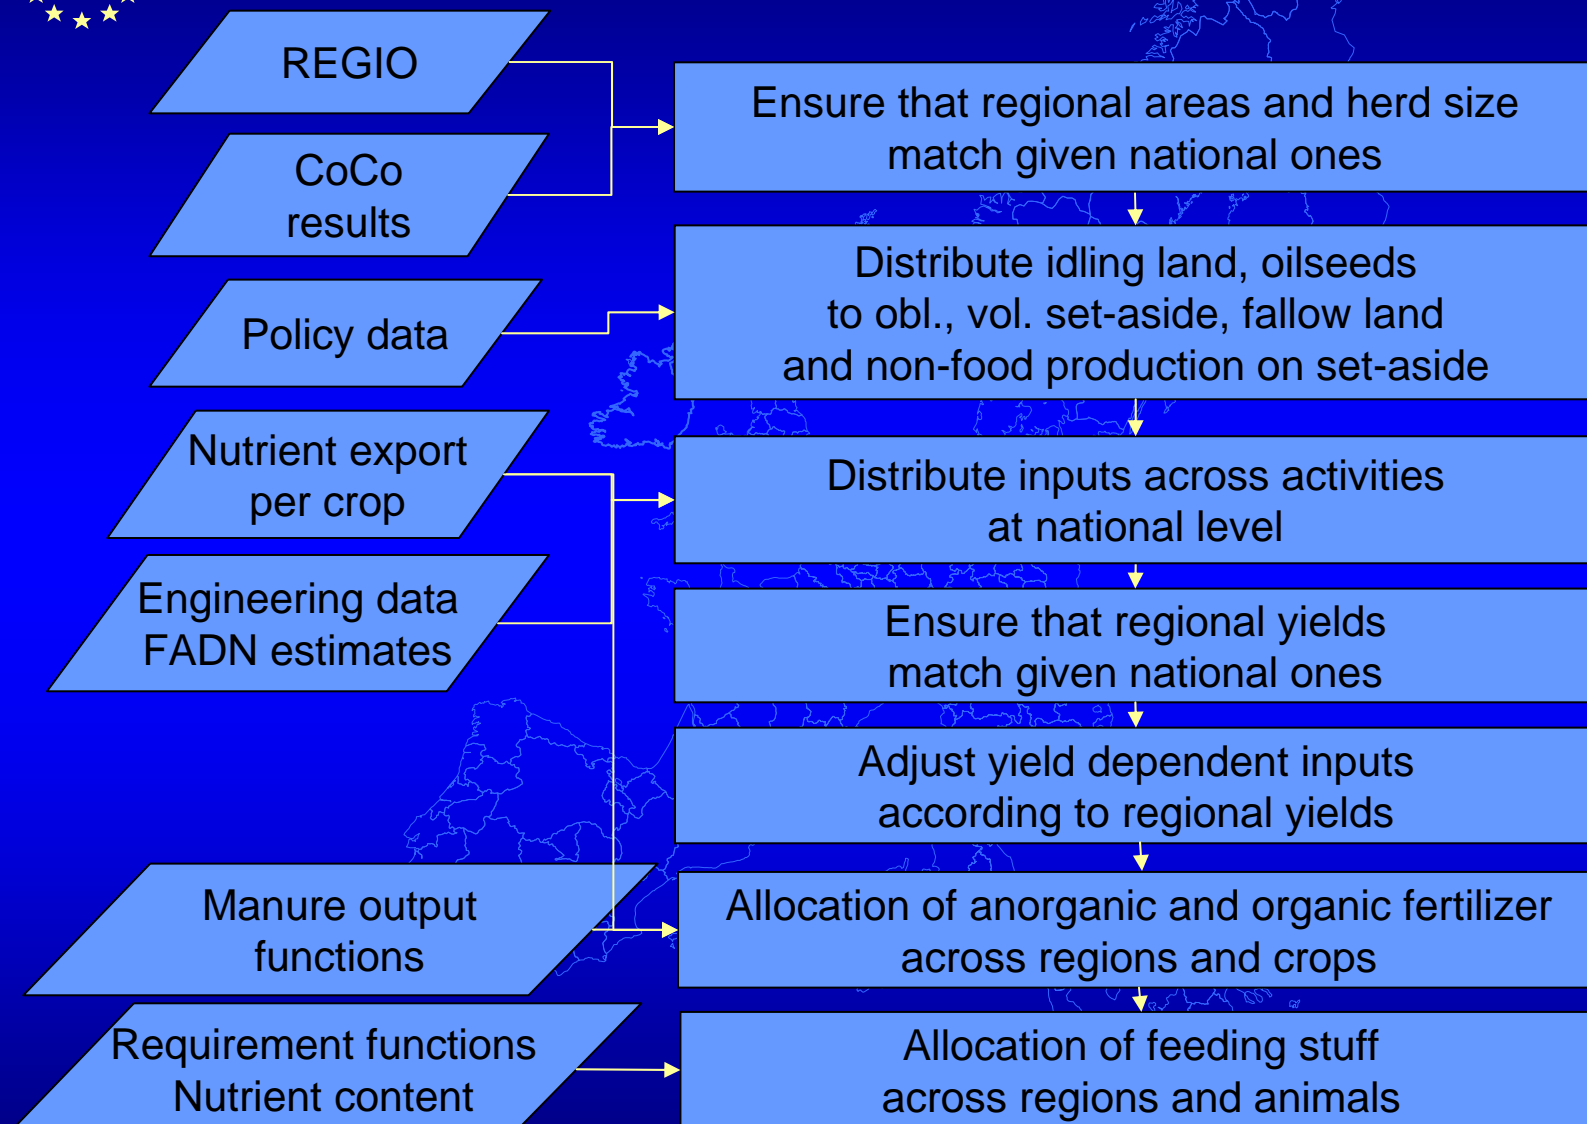 REGIO
CoCo
results
Policy data
Nutrient export
per crop
Engineering data
FADN estimates
Manure output
functions
Requirement functions
Nutrient content
Ensure that regional areas and herd size
match given national ones
Distribute idling land, oilseeds
to obl., vol. set-aside, fallow land
and non-food production on set-aside
Distribute inputs across activities
at national level
Ensure that regional yields
match given national ones
Adjust yield dependent inputs
according to regional yields
Allocation of anorganic and organic fertilizer
across regions and crops
Allocation of feeding stuff
across regions and animals